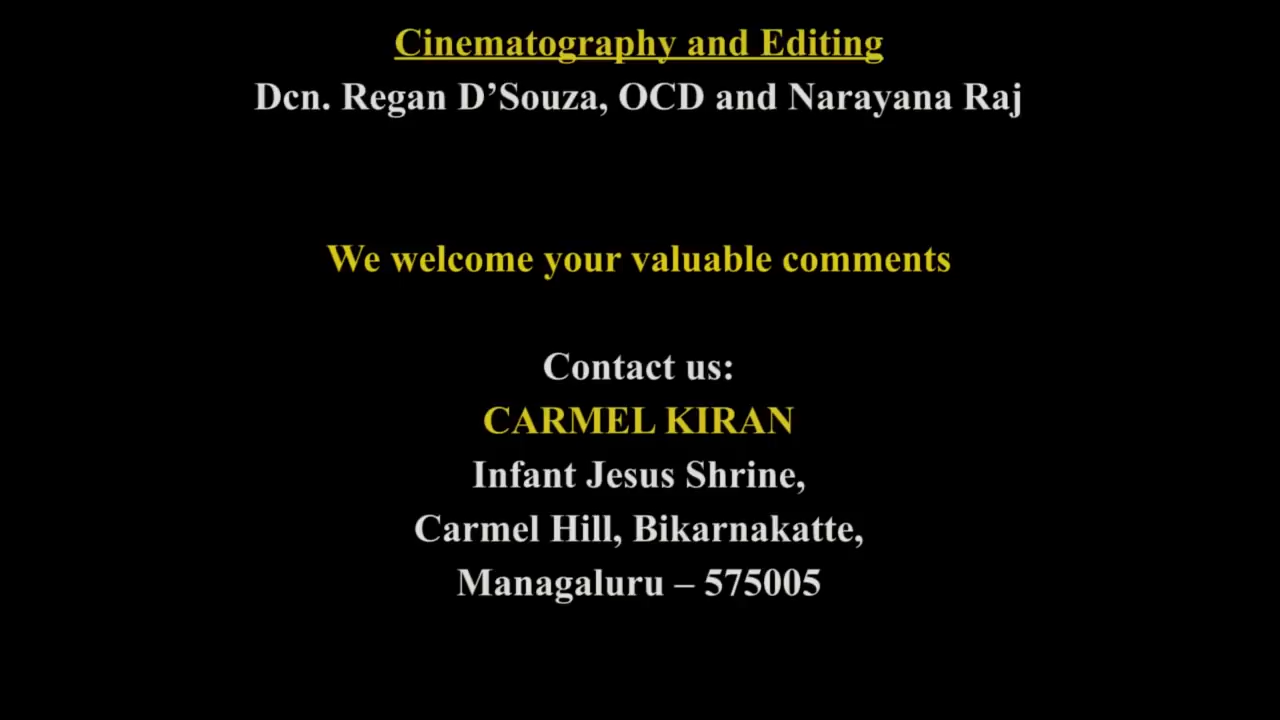 Cinematography and Editing
Dcn. Regan D’Souza, OCD and Narayana Raj
We welcome your valuable comments
Contact us:
CARMEL KIRAN
Infant Jesus Shrine,
Carmel Hill, Bikarnakatte,
Managaluru – 575005